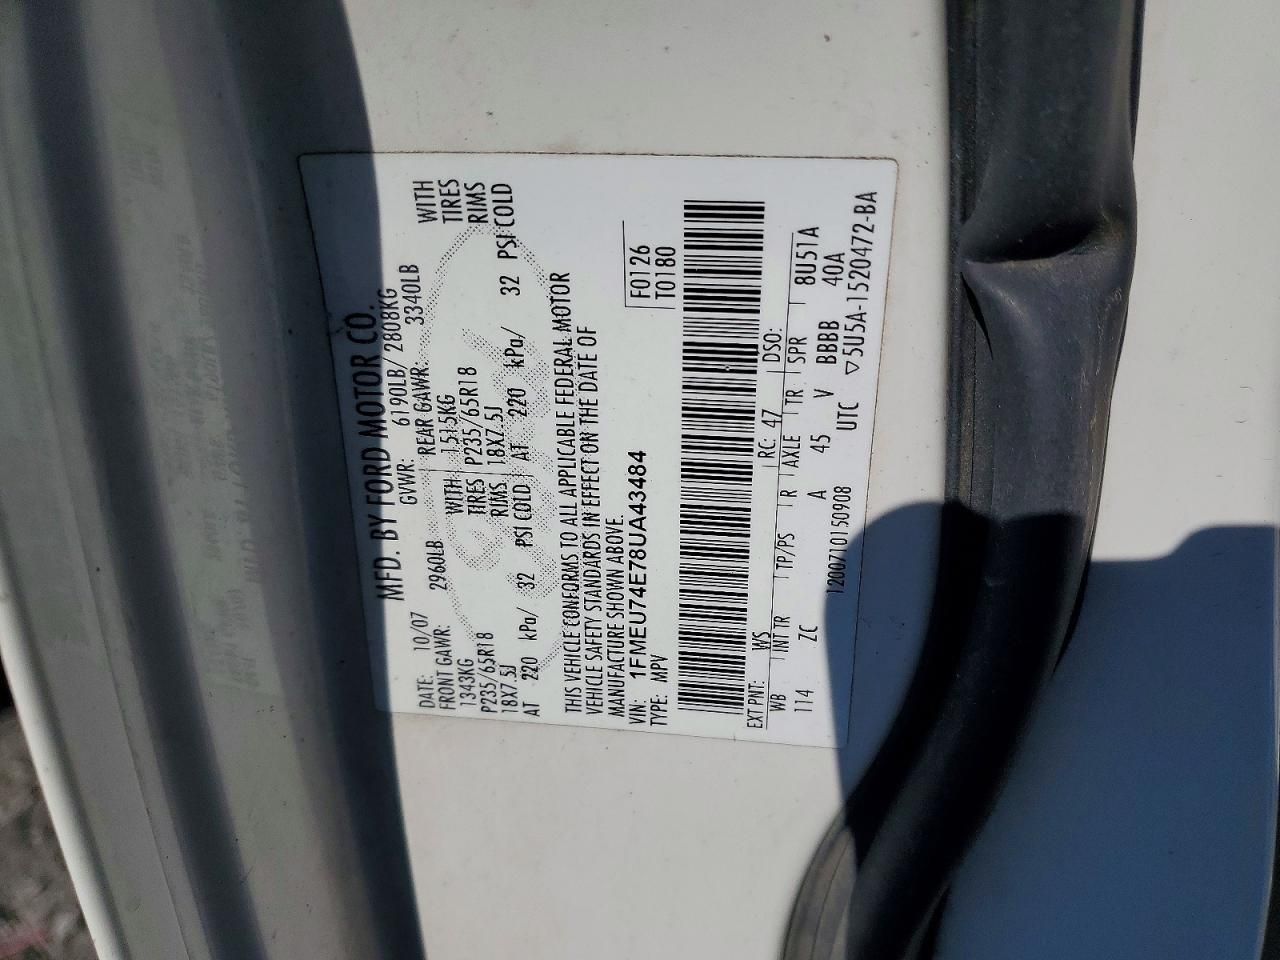 MFD. BY FORD MOTOR CO.
DATE: 10/07 GVWR: 6190LB/2808KG
FRONT GAWR: 2960LB REAR GAWR: 3340LB
1343KG WITH 1515KG WITH
P235/65R18 TIRES P235/65R18 TIRES
18X7.5J RIMS 18X7.5J RIMS
AT 220 kPa/ 32 PSI COLD AT 220 kPa/ 32 PSI COLD
THIS VEHICLE CONFORMS TO ALL APPLICABLE FEDERAL MOTOR
VEHICLE SAFETY STANDARDS IN EFFECT ON THE DATE OF
MANUFACTURE SHOWN ABOVE.
VIN: 1FMEU74E78UA43484 F0126
TYPE: MPV T0180
EXT PNT: WS RC: 47 DSO:
WB INT TR TP/PS R AXLE TR SPR 8U51A
114 ZC A 45 V BBBB 40A
1200710150908 UTC ▽5U5A-1520472-BA